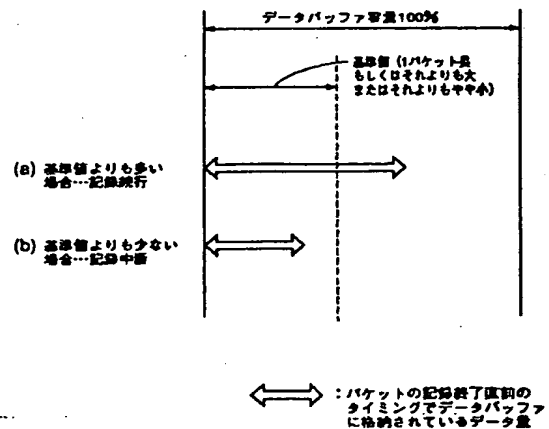 データバッファ容量100%
基準値(1パケット長
もしくはそれよりも大
またはそれよりもやや小)
(a) 基準値よりも多い
場合…記録続行
(b) 基準値よりも少ない
場合…記録中断
:パケットの記録終了直前の
タイミングでデータバッファ
に格納されているデータ量